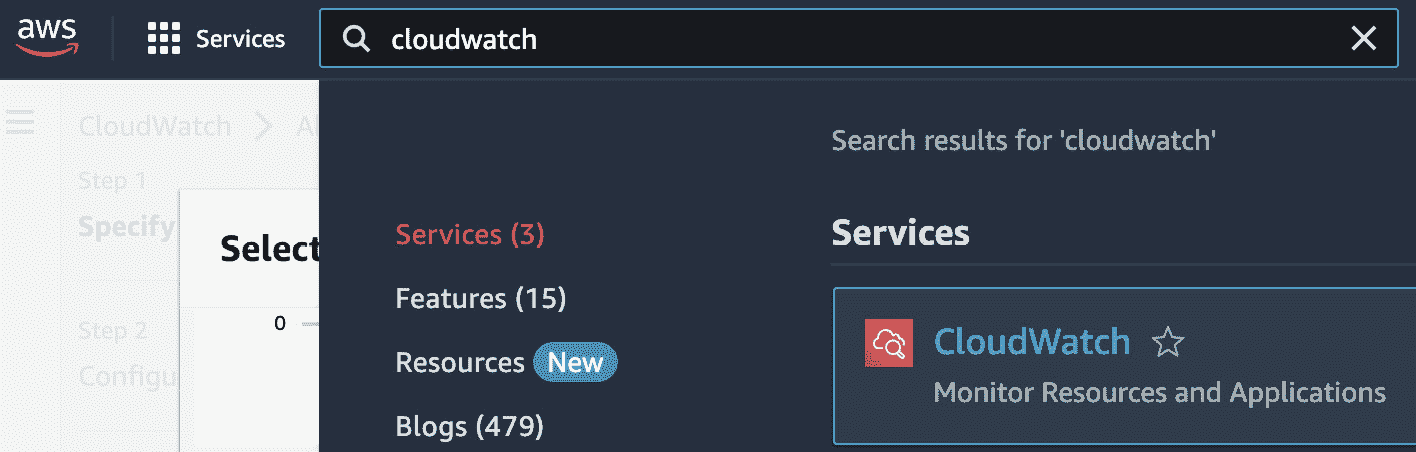 aws
Services
cloudwatch
CloudWatch
Step 1
Specify
Select
0
Step 2
Configu
Search results for 'cloudwatch'
Services (3)
Features (15)
Resources New
Blogs (479)
Services
CloudWatch
Monitor Resources and Applications